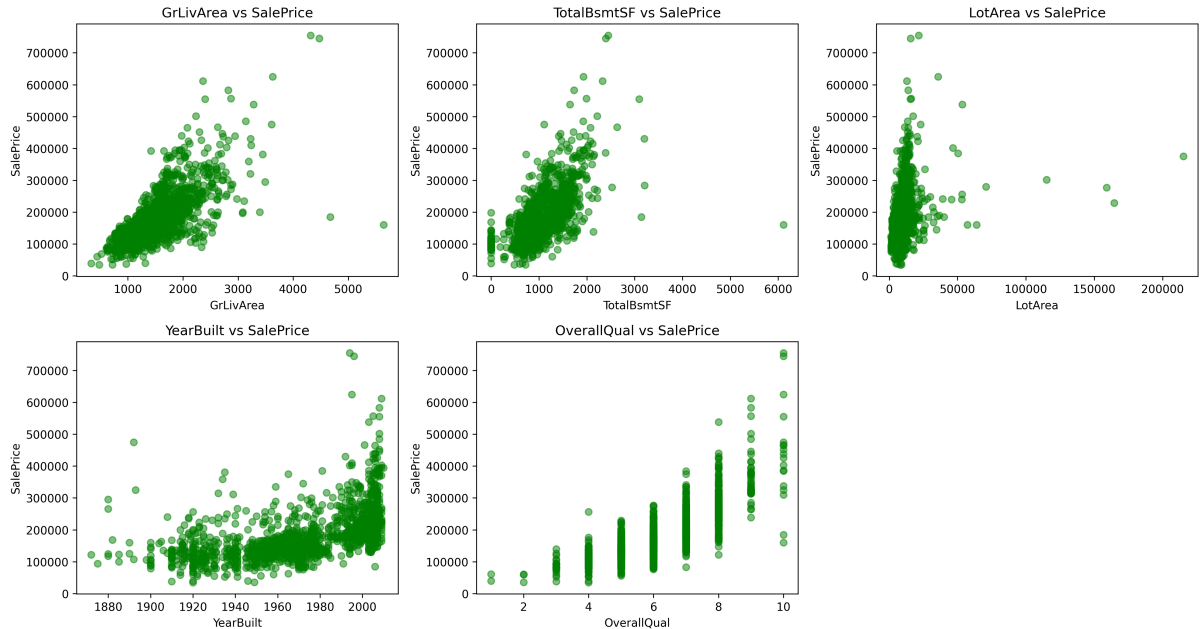 GrLivArea vs SalePrice
700000
600000
500000
400000
300000
200000
100000
0
SalePrice
1000 2000 3000 4000 5000
GrLivArea
TotalBsmtSF vs SalePrice
700000
600000
500000
400000
300000
200000
100000
0
SalePrice
0 1000 2000 3000 4000 5000 6000
TotalBsmtSF
LotArea vs SalePrice
700000
600000
500000
400000
300000
200000
100000
0
SalePrice
0 50000 100000 150000 200000
LotArea
YearBuilt vs SalePrice
700000
600000
500000
400000
300000
200000
100000
0
SalePrice
1880 1900 1920 1940 1960 1980 2000
YearBuilt
OverallQual vs SalePrice
700000
600000
500000
400000
300000
200000
100000
0
SalePrice
2 4 6 8 10
OverallQual